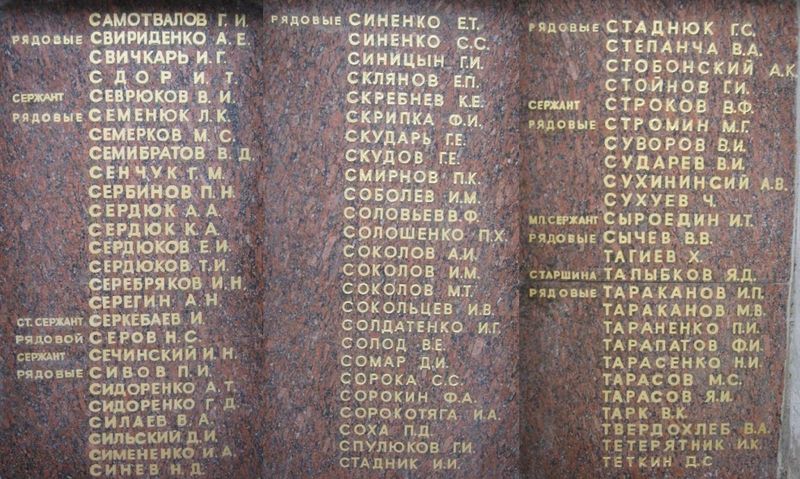 САМОТВАЛОВ Г.И.
РЯДОВЫЕ СВИРИДЕНКО А.Е.
СВИЧКАРЬ И.Г.
СДОР И.Т.
СЕРЖАНТ СЕВРЮКОВ В.И.
РЯДОВЫЕ СЕМЕНЮК Л.К.
СЕМЕРКОВ М.С.
СЕМИБРАТОВ В.Д.
СЕНЧУК Г.М.
СЕРБИНОВ П.Н.
СЕРДЮК А.А.
СЕРДЮК К.А.
СЕРДЮКОВ Е.И.
СЕРДЮКОВ Т.И.
СЕРЕБРЯКОВ И.Н.
СЕРЕГИН А.Н.
СТ. СЕРЖАНТ СЕРКЕБАЕВ И.
РЯДОВОЙ СЕРОВ Н.С.
СЕРЖАНТ СЕЧИНСКИЙ И.Н.
РЯДОВЫЕ СИВОВ П.И.
СИДОРЕНКО А.Т.
СИДОРЕНКО Г.Д.
СИЛАЕВ В.А.
СИЛЬСКИЙ Д.И.
СИМЕНЕНКО И.А.
СИНЕВ Н.Д.
РЯДОВЫЕ СИНЕНКО Е.Т.
СИНЕНКО С.С.
СИНИЦЫН Г.И.
СКЛЯНОВ Е.П.
СКРЕБНЕВ К.Е.
СКРИПКА Ф.И.
СКУДАРЬ Г.Е.
СКУДОВ Г.Е.
СМИРНОВ П.К.
СОБОЛЕВ И.М.
СОЛОВЬЕВ В.Ф.
СОЛОШЕНКО П.Х.
СОКОЛОВ А.И.
СОКОЛОВ И.М.
СОКОЛОВ М.Т.
СОКОЛЬЦЕВ И.В.
СОЛДАТЕНКО И.Г.
СОЛОД В.Е.
СОМАР Д.И.
СОРОКА С.С.
СОРОКИН Ф.А.
СОРОКОТЯГА И.А.
СОХА П.Д.
СПУЛЮКОВ Г.И.
СТАДНИК И.И.
РЯДОВЫЕ СТАДНЮК Г.С.
СТЕПАНЧА В.А.
СТОБОНСКИЙ А.К.
СТОЙНОВ Г.И.
СЕРЖАНТ СТРОКОВ В.Ф.
РЯДОВЫЕ СТРОМИН М.Г.
СУВОРОВ В.И.
СУДАРЕВ В.И.
СУХИНИНСИЙ А.В.
СУХУЕВ Ч.
МЛ. СЕРЖАНТ СЫРОЕДИН И.Т.
РЯДОВЫЕ СЫЧЕВ В.В.
ТАГИЕВ Х.
СТАРШИНА ТАЛЫБКОВ Я.Д.
РЯДОВЫЕ ТАРАКАНОВ И.П.
ТАРАКАНОВ М.В.
ТАРАНЕНКО П.И.
ТАРАПАТОВ Ф.И.
ТАРАСЕНКО Н.И.
ТАРАСОВ М.С.
ТАРАСОВ Я.И.
ТАРК В.К.
ТВЕРДОХЛЕБ В.А.
ТЕТЕРЯТНИК И.К.
ТЕТКИН Д.С